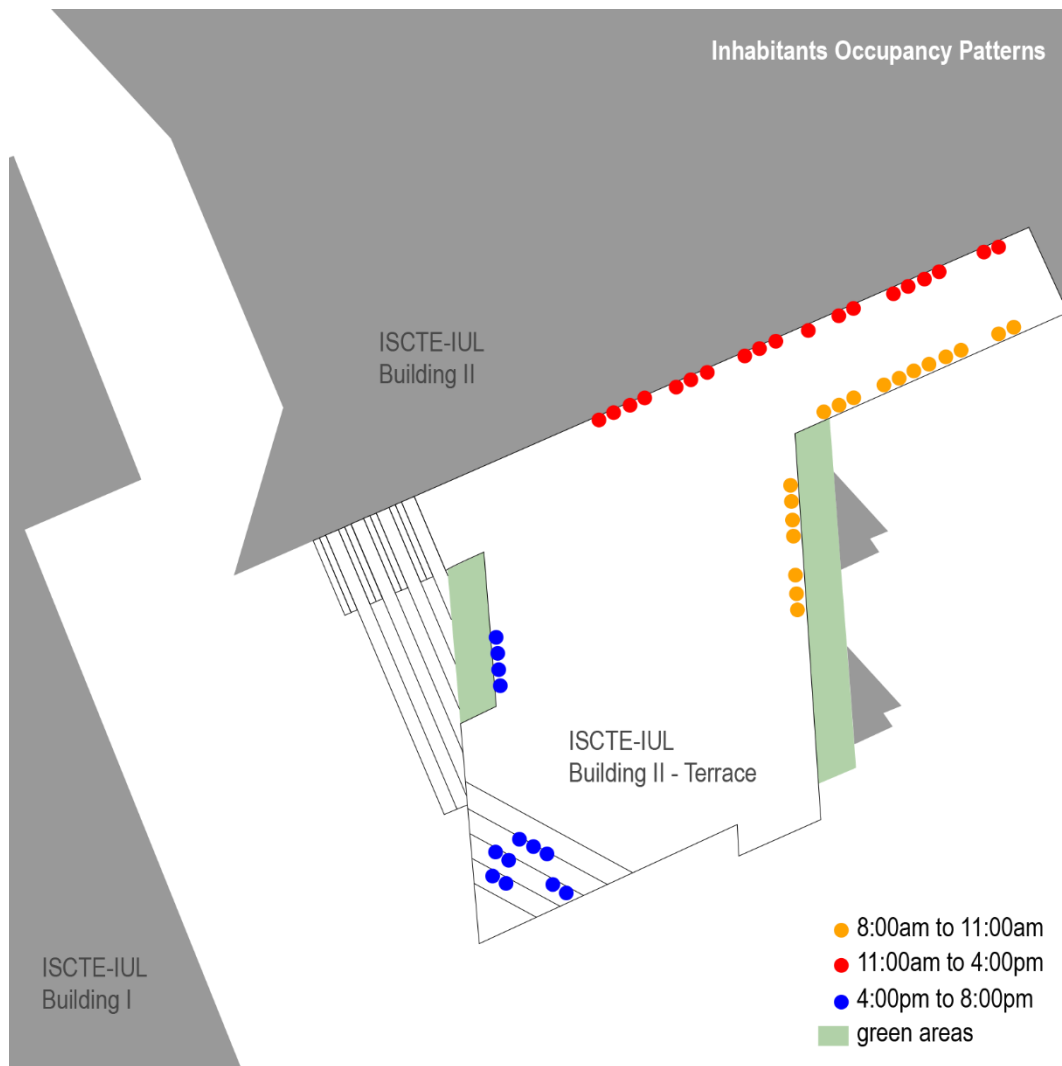 Inhabitants Occupancy Patterns
ISCTE-IUL
Building II
ISCTE-IUL
Building II - Terrace
ISCTE-IUL
Building I
8:00am to 11:00am
11:00am to 4:00pm
4:00pm to 8:00pm
green areas